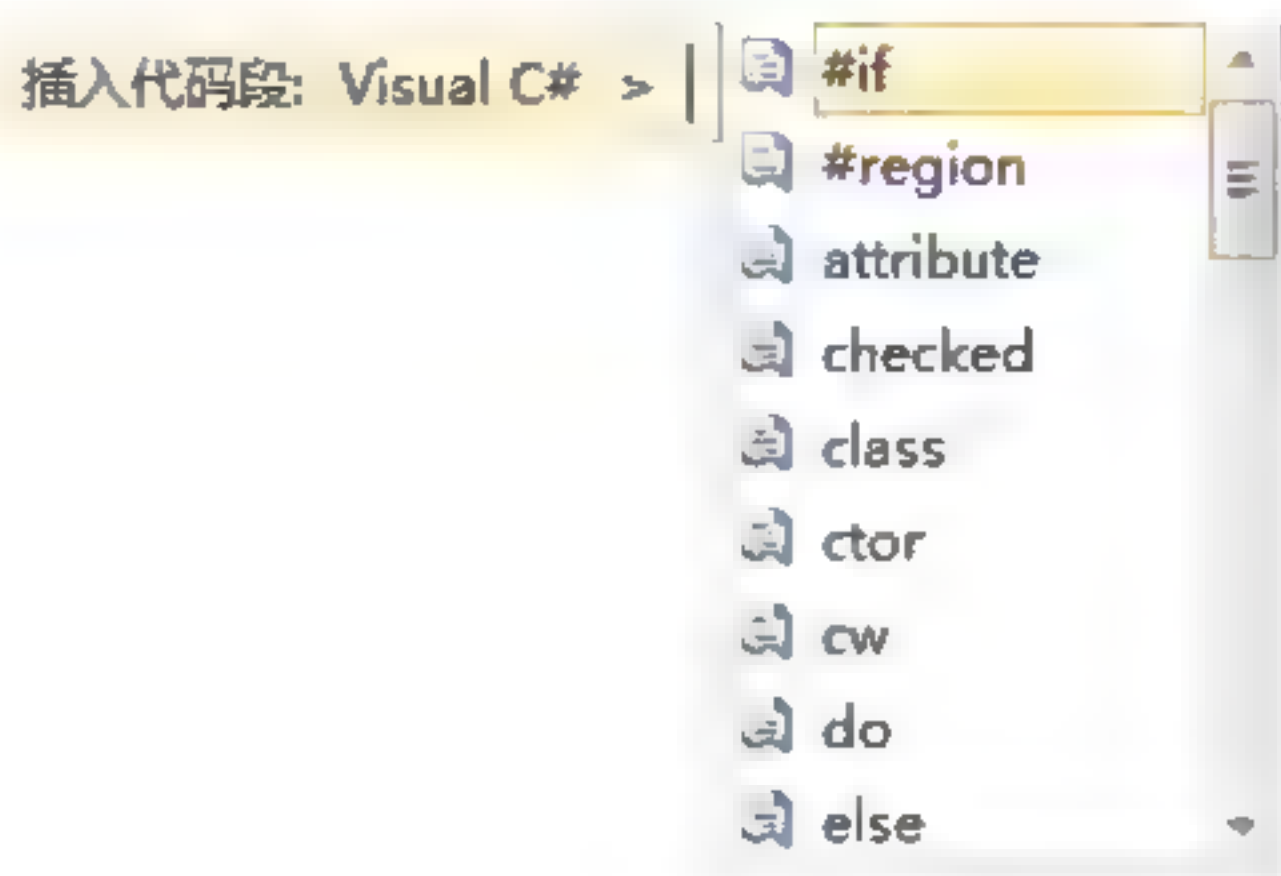 插入代码段: Visual C# >
#if
#region
attribute
checked
class
ctor
cw
do
else